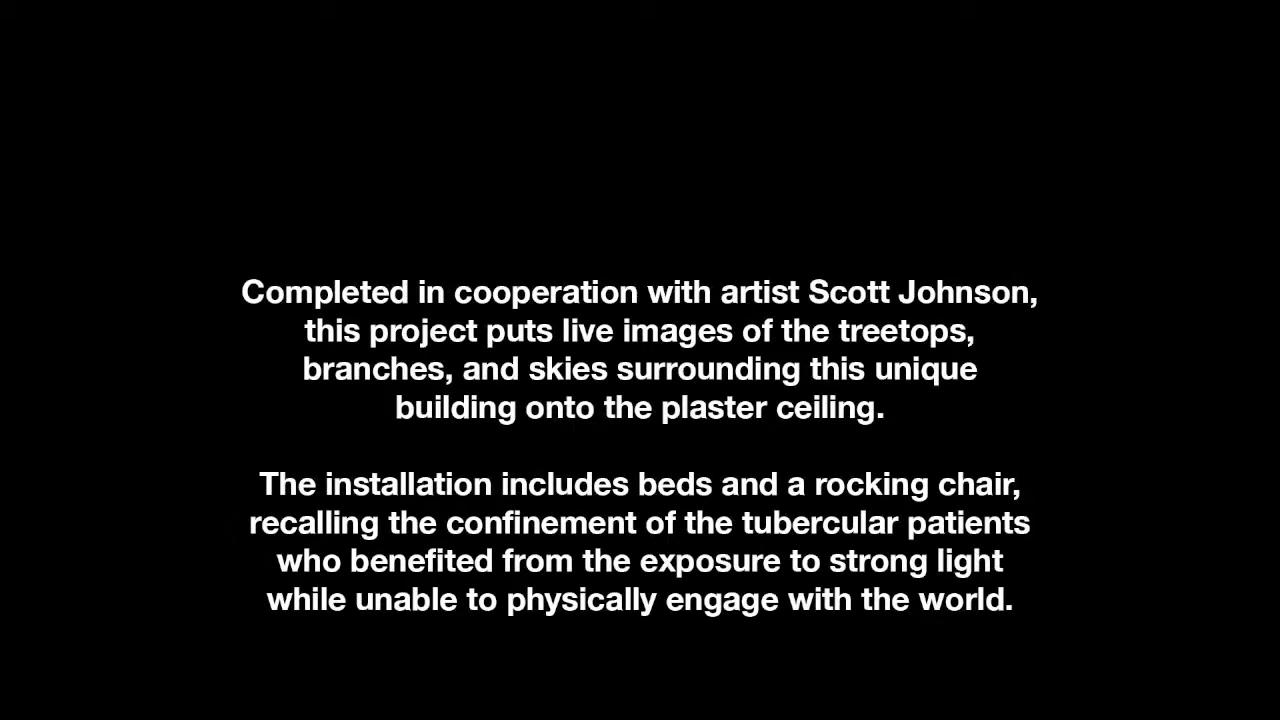 Completed in cooperation with artist Scott Johnson,
this project puts live images of the treetops,
branches, and skies surrounding this unique
building onto the plaster ceiling.
The installation includes beds and a rocking chair,
recalling the confinement of the tubercular patients
who benefited from the exposure to strong light
while unable to physically engage with the world.